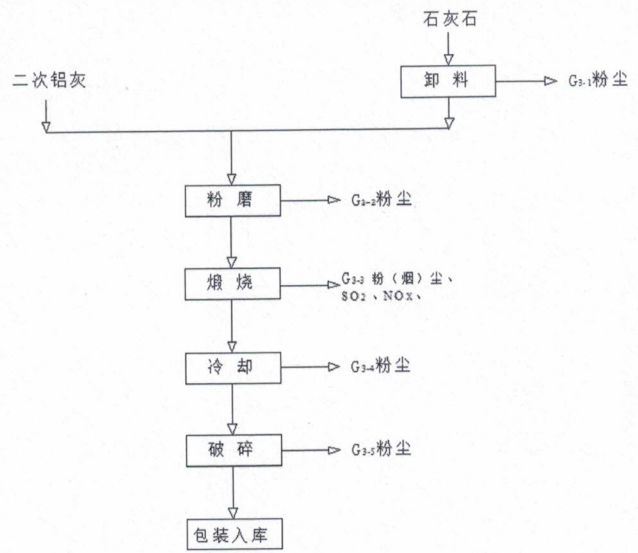 石灰石
二次铝灰
卸料
G3-1粉尘
粉磨
G3-2粉尘
煅烧
G3-3 粉（烟）尘、
SO2、NOx、
冷却
G3-4粉尘
破碎
G3-5粉尘
包装入库